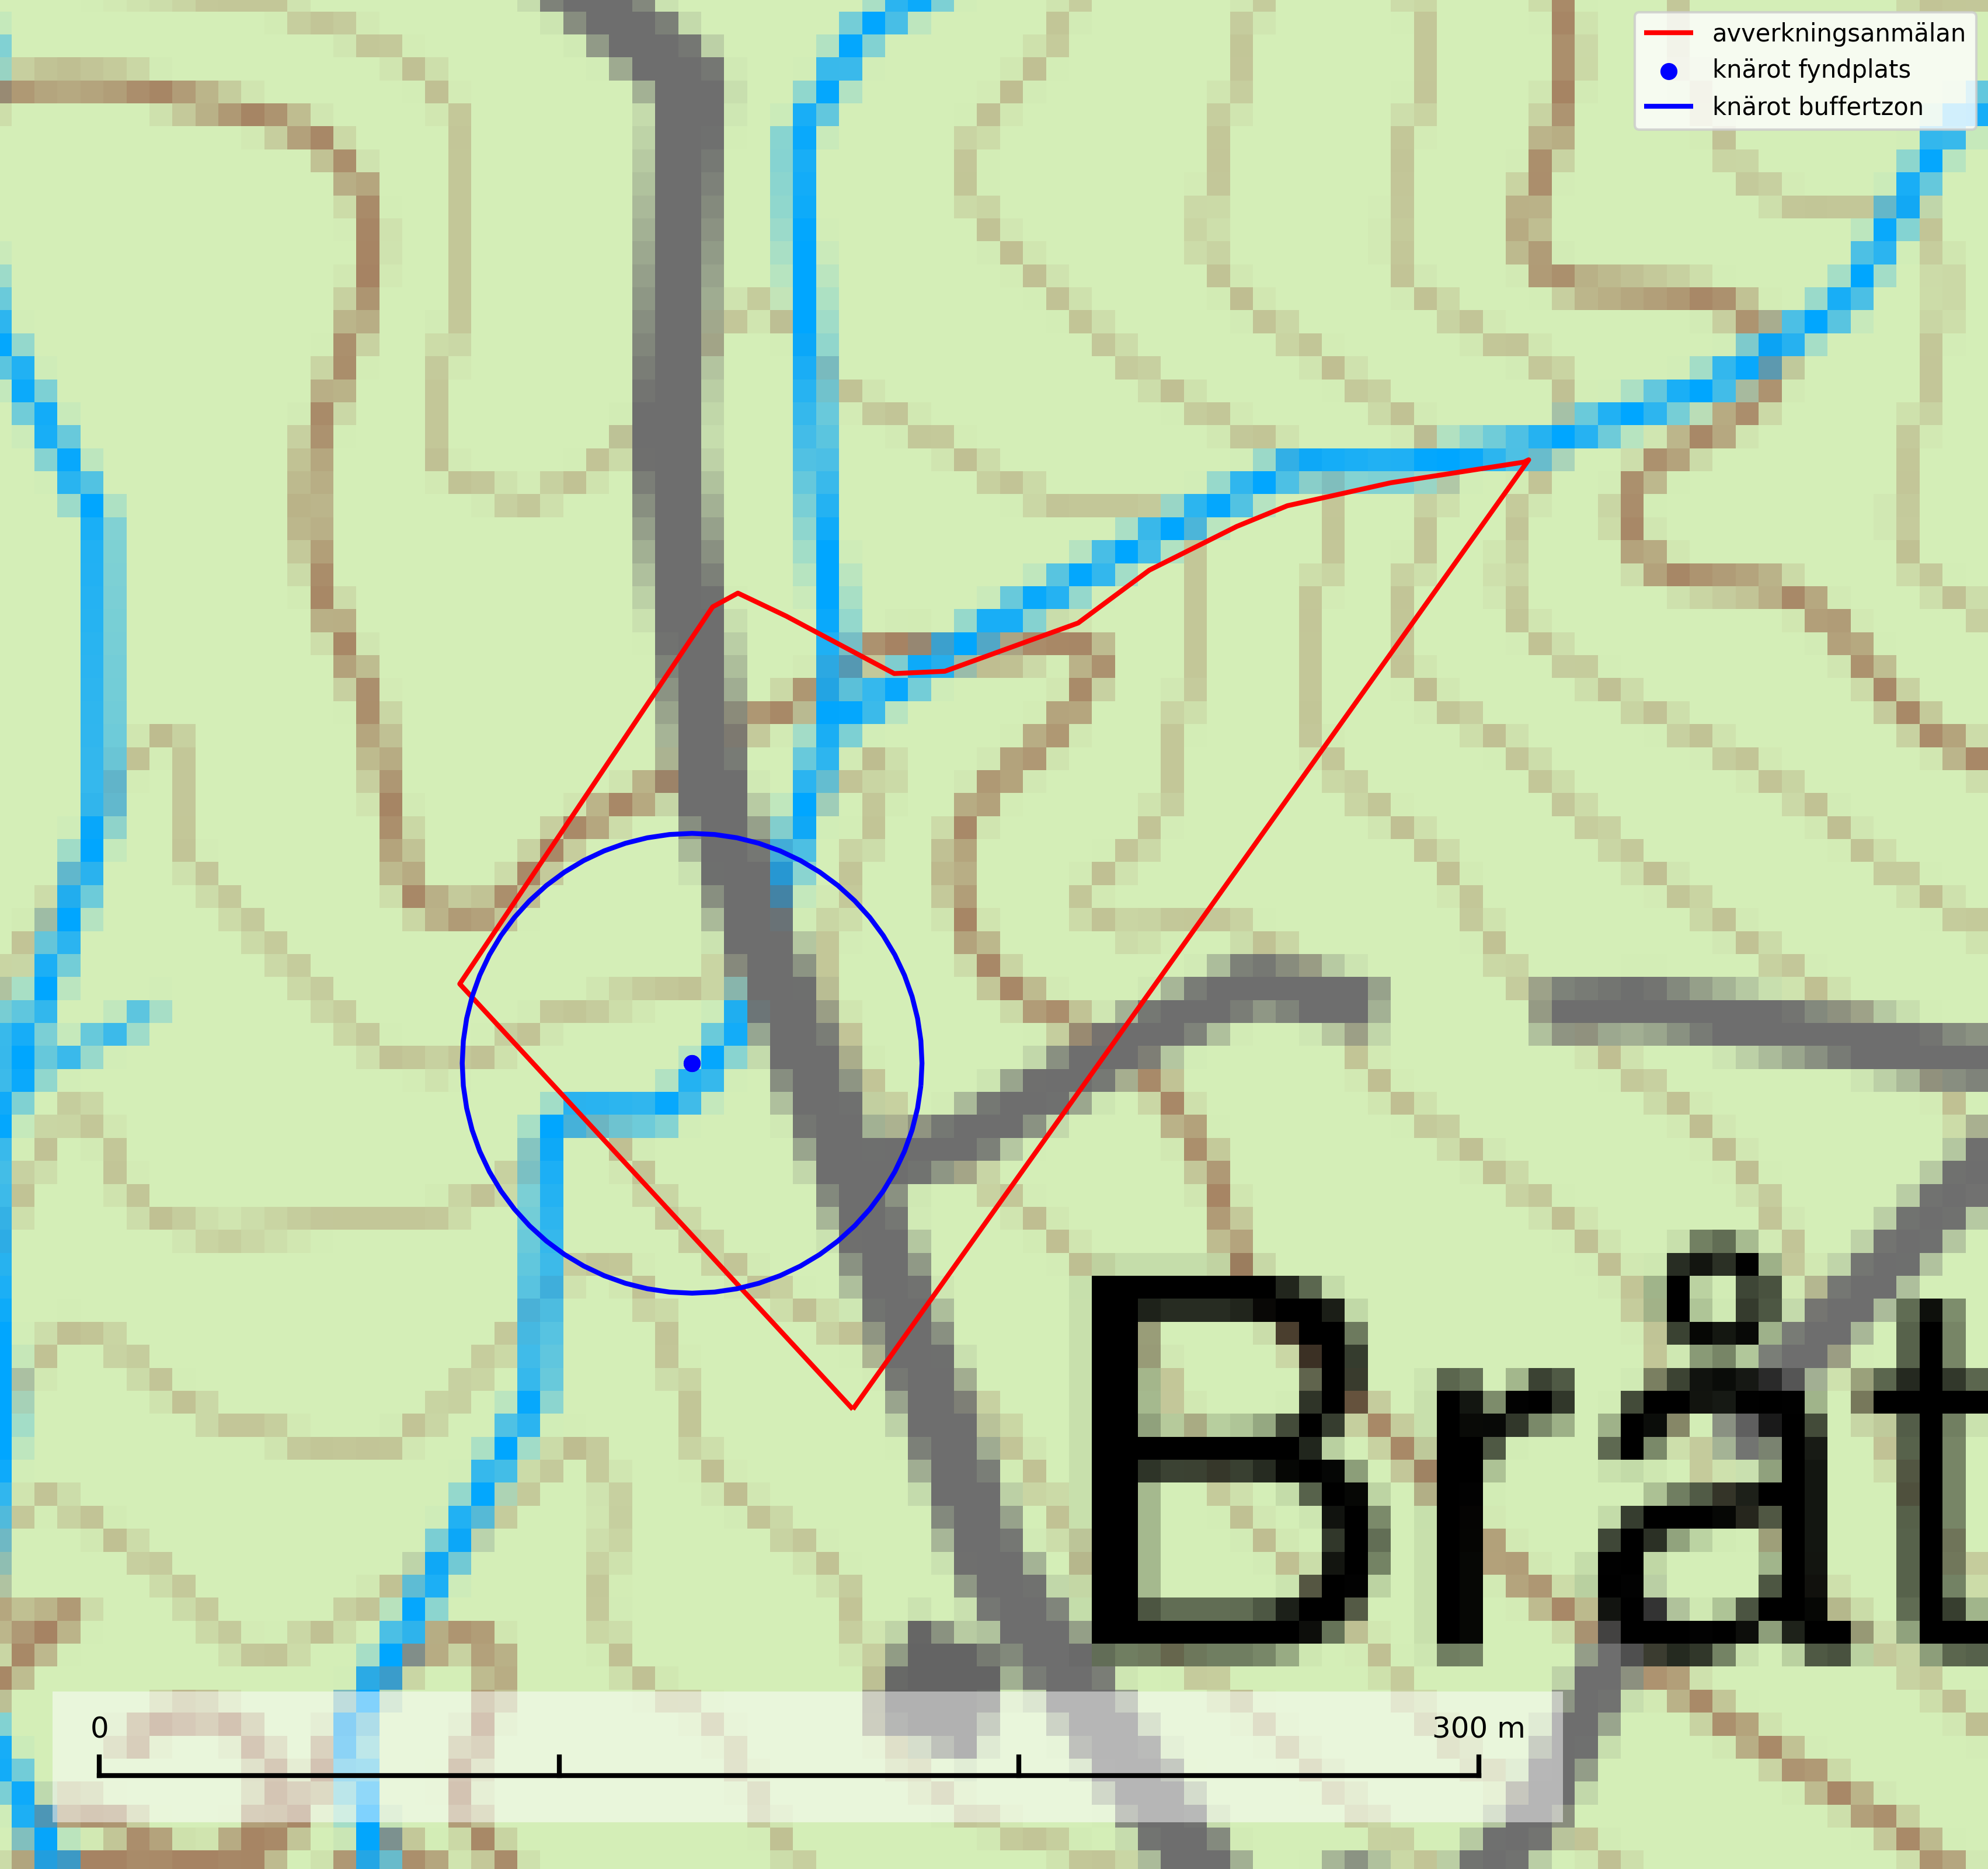 avverkningsanmälan
knärot fyndplats
knärot buffertzon
Bråt
0 300 m